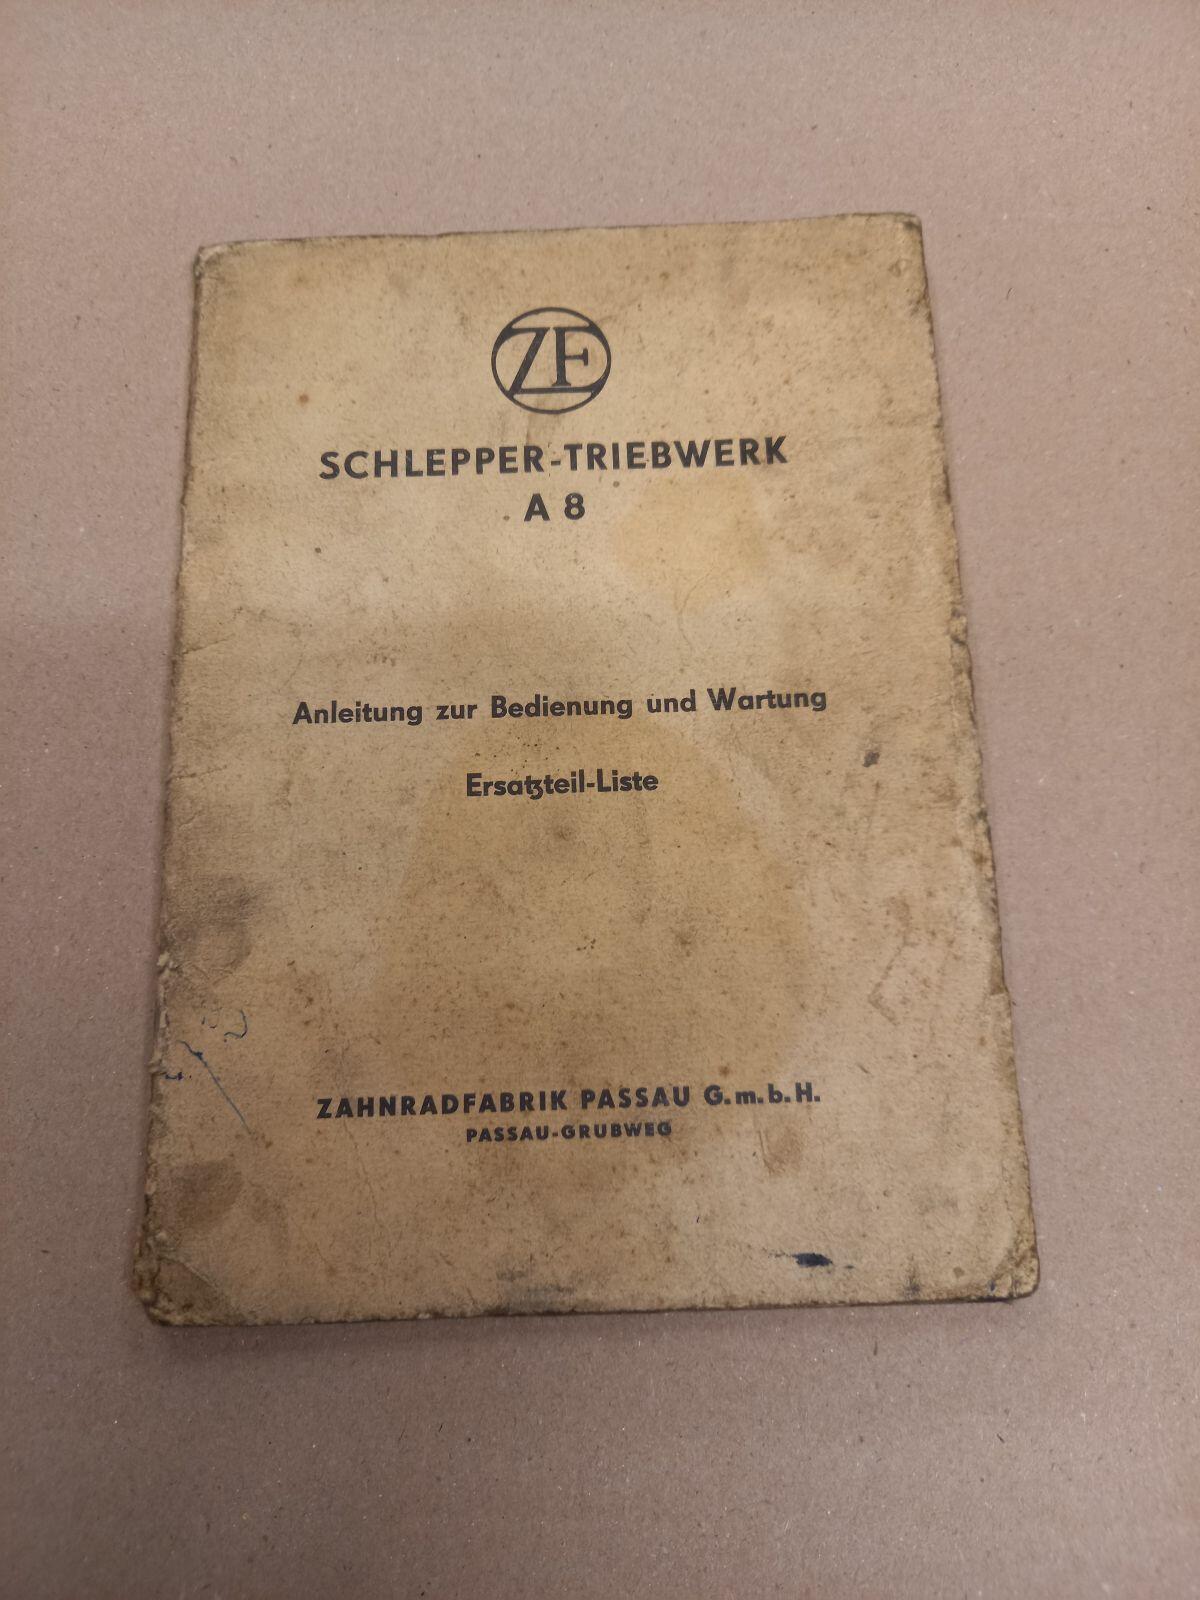 ZF
SCHLEPPER-TRIEBWERK
A 8
Anleitung zur Bedienung und Wartung
Ersatzteil-Liste
ZAHNRADFABRIK PASSAU G.m.b.H.
PASSAU-GRUBWEG